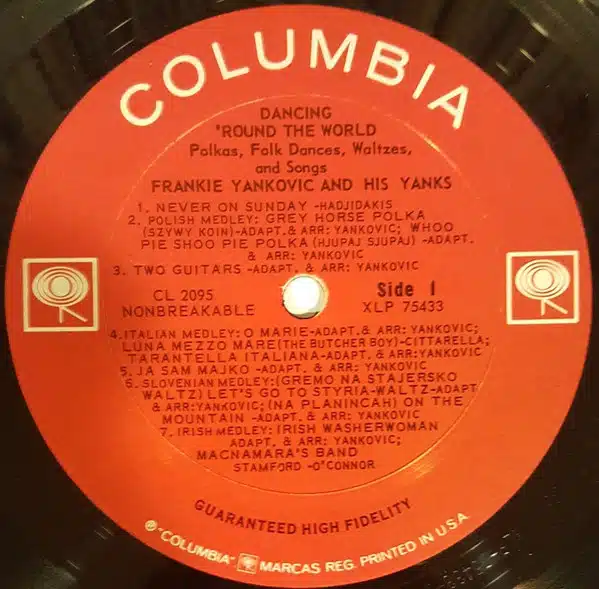 COLUMBIA
DANCING
'ROUND THE WORLD
Polkas, Folk Dances, Waltzes,
and Songs
FRANKIE YANKOVIC AND HIS YANKS
1. NEVER ON SUNDAY -HADJIDAKIS
2. POLISH MEDLEY: GREY HORSE POLKA
(SZYWY KOIN)-ADAPT. & ARR: YANKOVIC; WHOO
PIE SHOO PIE POLKA (HJUPAJ SJUPAJ) -ADAPT.
& ARR: YANKOVIC
3. TWO GUITARS -ADAPT. & ARR: YANKOVIC
CL 2095
NONBREAKABLE
Side 1
XLP 75433
4. ITALIAN MEDLEY: O MARIE-ADAPT. & ARR: YANKOVIC;
LUNA MEZZO MARE (THE BUTCHER BOY)-CITTARELLA;
TARANTELLA ITALIANA-ADAPT. & ARR:YANKOVIC
5. JA SAM MAJKO -ADAPT. & ARR: YANKOVIC
6. SLOVENIAN MEDLEY: (GREMO NA STAJERSKO
WALTZ) LET'S GO TO STYRIA-WALTZ-ADAPT.
& ARR:YANKOVIC; (NA PLANINCAH) ON THE
MOUNTAIN -ADAPT. & ARR: YANKOVIC
7. IRISH MEDLEY: IRISH WASHERWOMAN
ADAPT. & ARR: YANKOVIC;
MACNAMARA'S BAND
STAMFORD -O'CONNOR
GUARANTEED HIGH FIDELITY
℗ "COLUMBIA" MARCAS REG. PRINTED IN U.S.A.